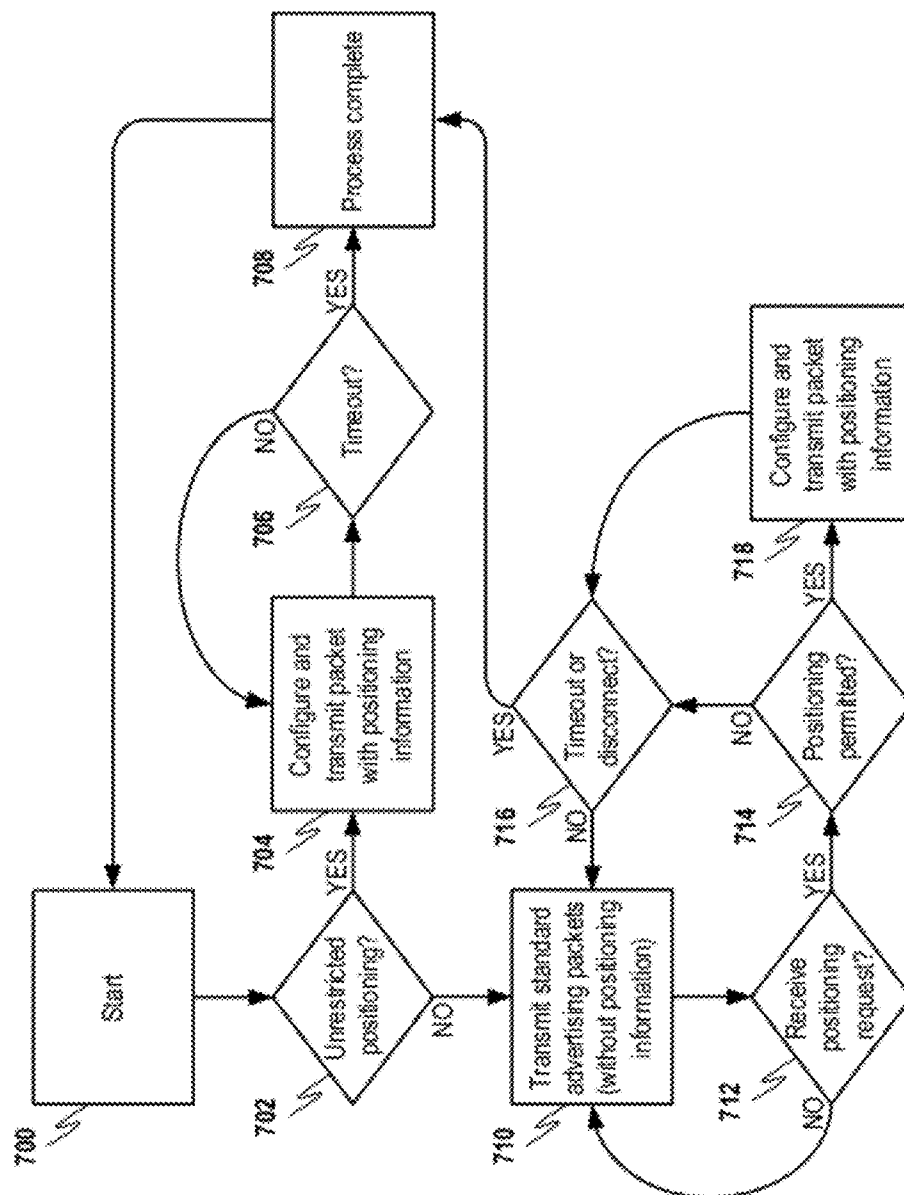 700
Start
702
Unrestricted
positioning?
YES
NO
704
Configure and
transmit packet
with positioning
information
706
Timeout?
NO
YES
708
Process complete
710
Transmit standard
advertising packets
(without positioning
information)
712
Receive
positioning
request?
NO
YES
714
Positioning
permitted?
NO
YES
716
Timeout or
disconnect?
YES
NO
718
Configure and
transmit packet
with positioning
information